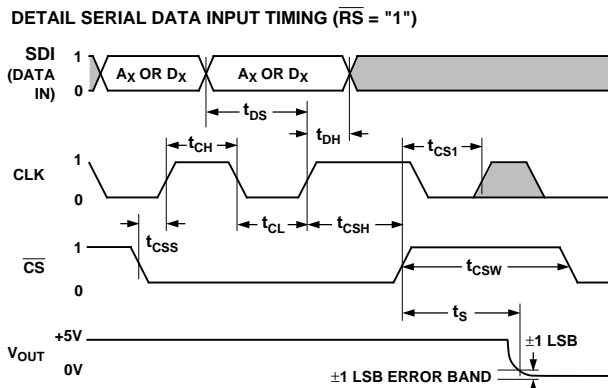 DETAIL SERIAL DATA INPUT TIMING (R̅S̅ = "1")
SDI
(DATA
IN)
1
0
AX OR DX
AX OR DX
tDS
tDH
tCH
tCS1
CLK
1
0
tCSS
tCL
tCSH
C̅S̅
1
0
tCSW
tS
VOUT
+5V
0V
±1 LSB
±1 LSB ERROR BAND